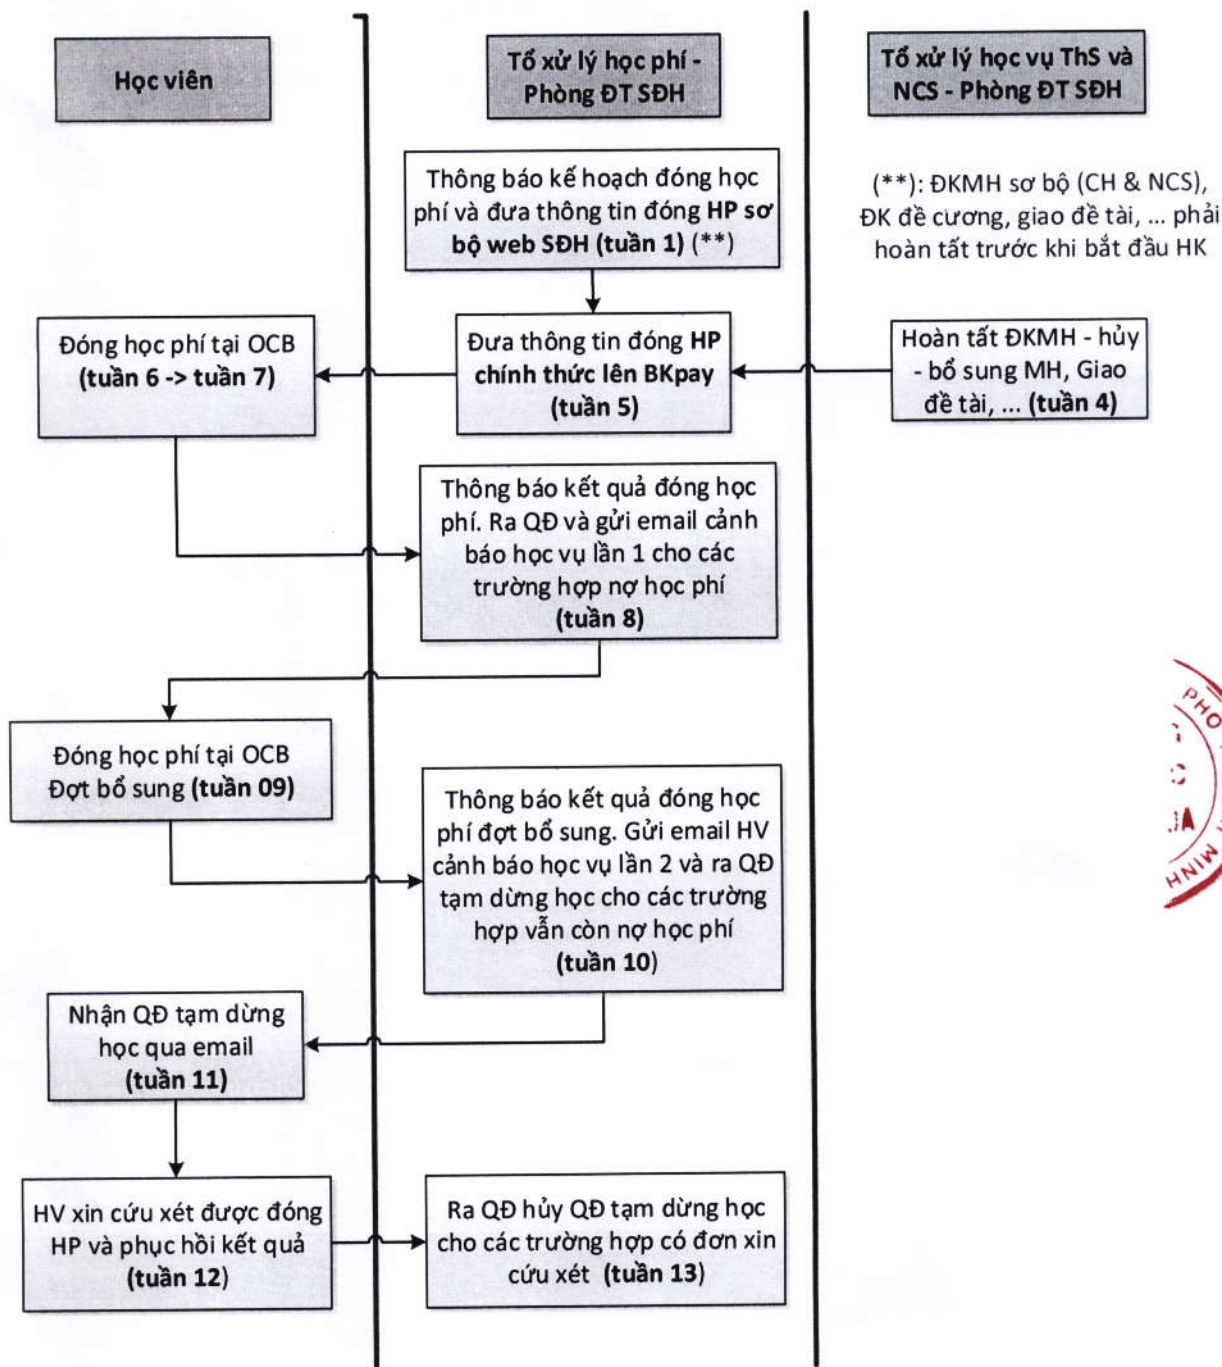 Học viên
Tổ xử lý học phí -
Phòng ĐT SĐH
Tổ xử lý học vụ ThS và
NCS - Phòng ĐT SĐH
Thông báo kế hoạch đóng học
phí và đưa thông tin đóng HP sơ
bộ web SĐH (tuần 1) (**)
(**): ĐKMH sơ bộ (CH & NCS),
ĐK đề cương, giao đề tài, ... phải
hoàn tất trước khi bắt đầu HK
Đóng học phí tại OCB
(tuần 6 -> tuần 7)
Đưa thông tin đóng HP
chính thức lên BKpay
(tuần 5)
Hoàn tất ĐKMH - hủy
- bổ sung MH, Giao
đề tài, ... (tuần 4)
Thông báo kết quả đóng học
phí. Ra QĐ và gửi email cảnh
báo học vụ lần 1 cho các
trường hợp nợ học phí
(tuần 8)
Đóng học phí tại OCB
Đợt bổ sung (tuần 09)
Thông báo kết quả đóng học
phí đợt bổ sung. Gửi email HV
cảnh báo học vụ lần 2 và ra QĐ
tạm dừng học cho các trường
hợp vẫn còn nợ học phí
(tuần 10)
Nhận QĐ tạm dừng
học qua email
(tuần 11)
HV xin cứu xét được đóng
HP và phục hồi kết quả
(tuần 12)
Ra QĐ hủy QĐ tạm dừng học
cho các trường hợp có đơn xin
cứu xét (tuần 13)
PHO
MINH